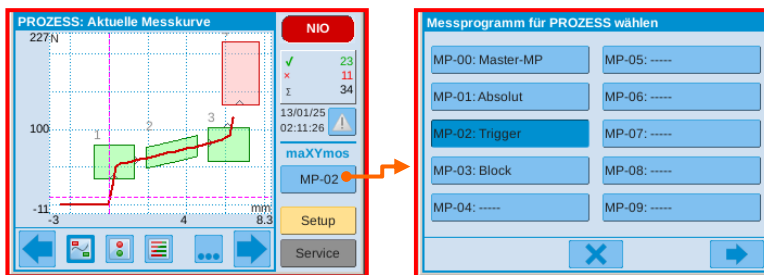 PROZESS: Aktuelle Messkurve
227
N
100
-11
-3
4
8.3
mm
1
2
3
NIO
✓ 23
× 11
Σ 34
13/01/25
02:11:26
maXYmos
MP-02
Setup
Service
Messprogramm für PROZESS wählen
MP-00: Master-MP
MP-05: -----
MP-01: Absolut
MP-06: -----
MP-02: Trigger
MP-07: -----
MP-03: Block
MP-08: -----
MP-04: -----
MP-09: -----